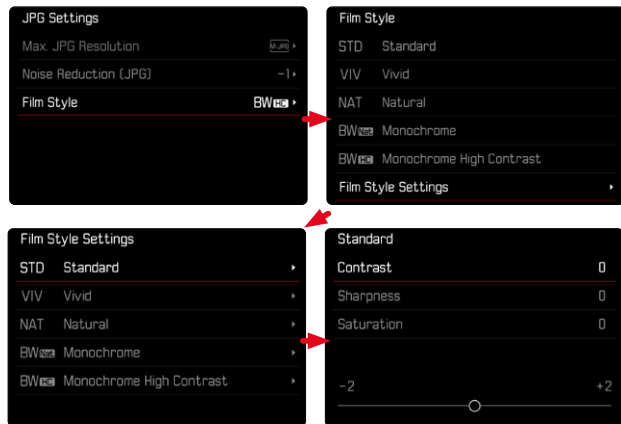 JPG Settings
Max. JPG Resolution M-JPG
Noise Reduction (JPG) -1
Film Style BW HC
Film Style
STD Standard
VIV Vivid
NAT Natural
BW Nat Monochrome
BW HC Monochrome High Contrast
Film Style Settings
Film Style Settings
STD Standard
VIV Vivid
NAT Natural
BW Nat Monochrome
BW HC Monochrome High Contrast
Standard
Contrast 0
Sharpness 0
Saturation 0
-2 +2